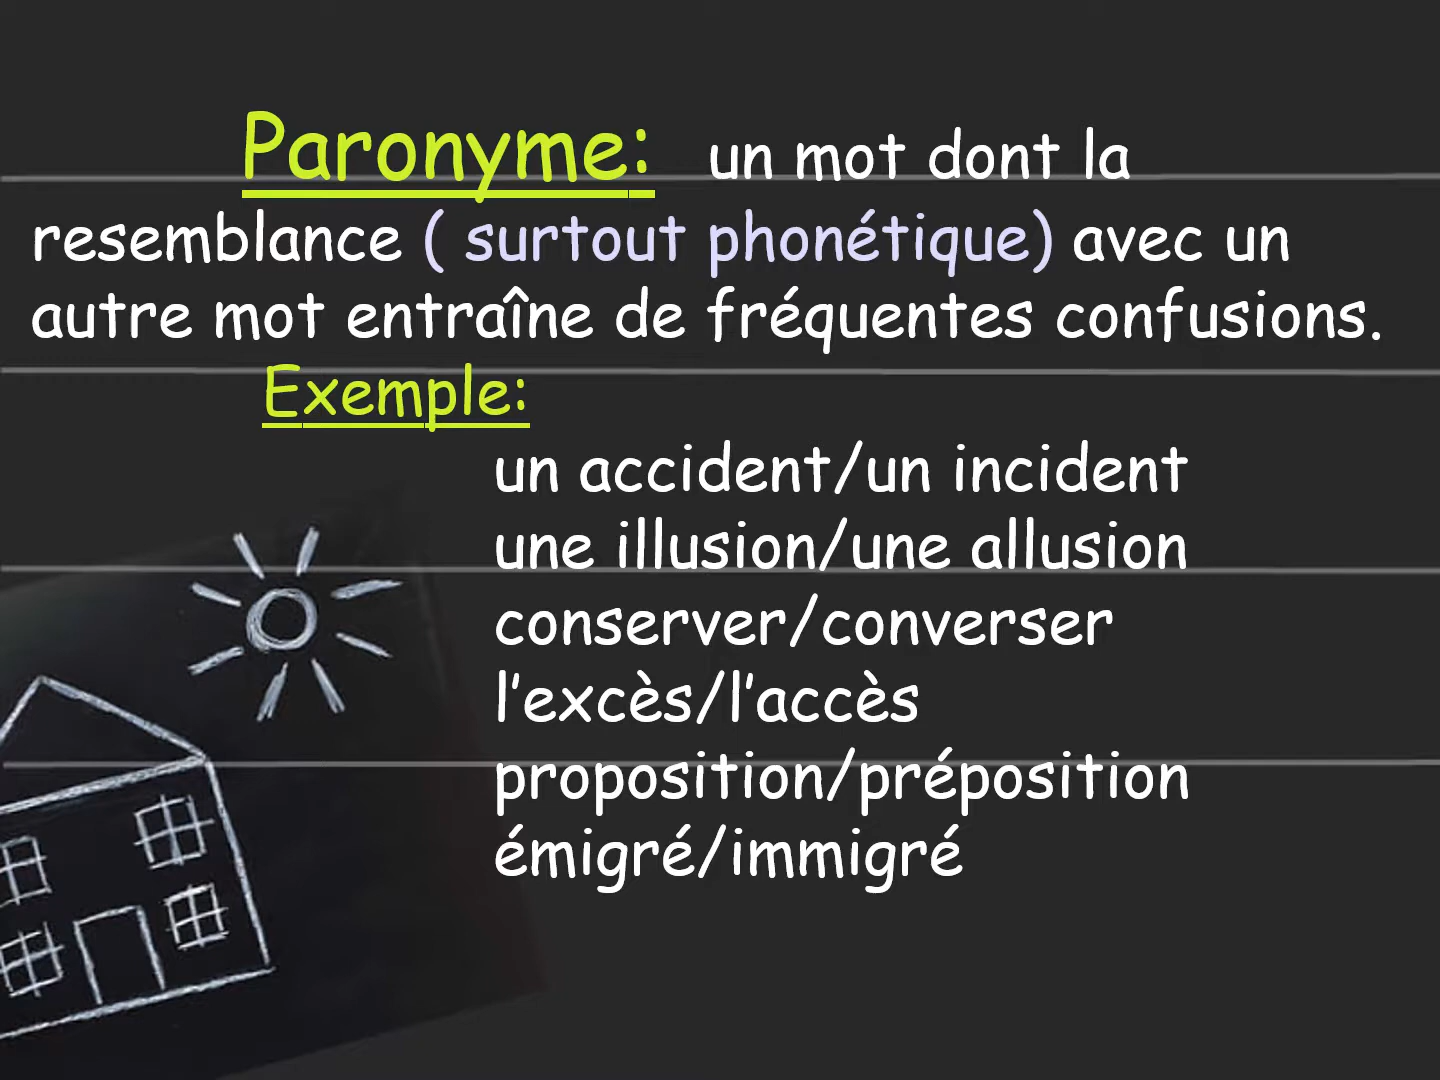 Paronyme: un mot dont la
resemblance ( surtout phonétique) avec un
autre mot entraîne de fréquentes confusions.
Exemple:
un accident/un incident
une illusion/une allusion
conserver/converser
l’excès/l’accès
proposition/préposition
émigré/immigré